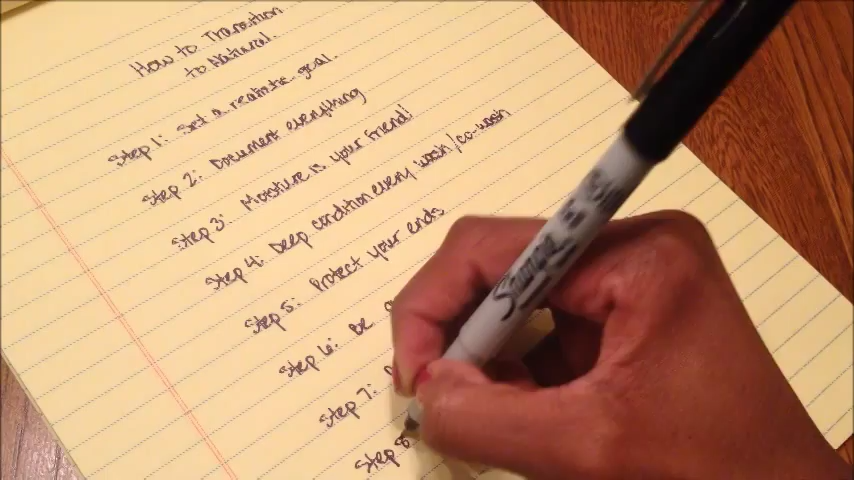 How to Transition
to Natural
Step 1: Set a realistic goal.
Step 2: Document everything
Step 3: Moisture is your friend!
Step 4: Deep condition every wash/co-wash
Step 5: Protect your ends
Step 6: Be
Step 7:
Step 8
Sharpie